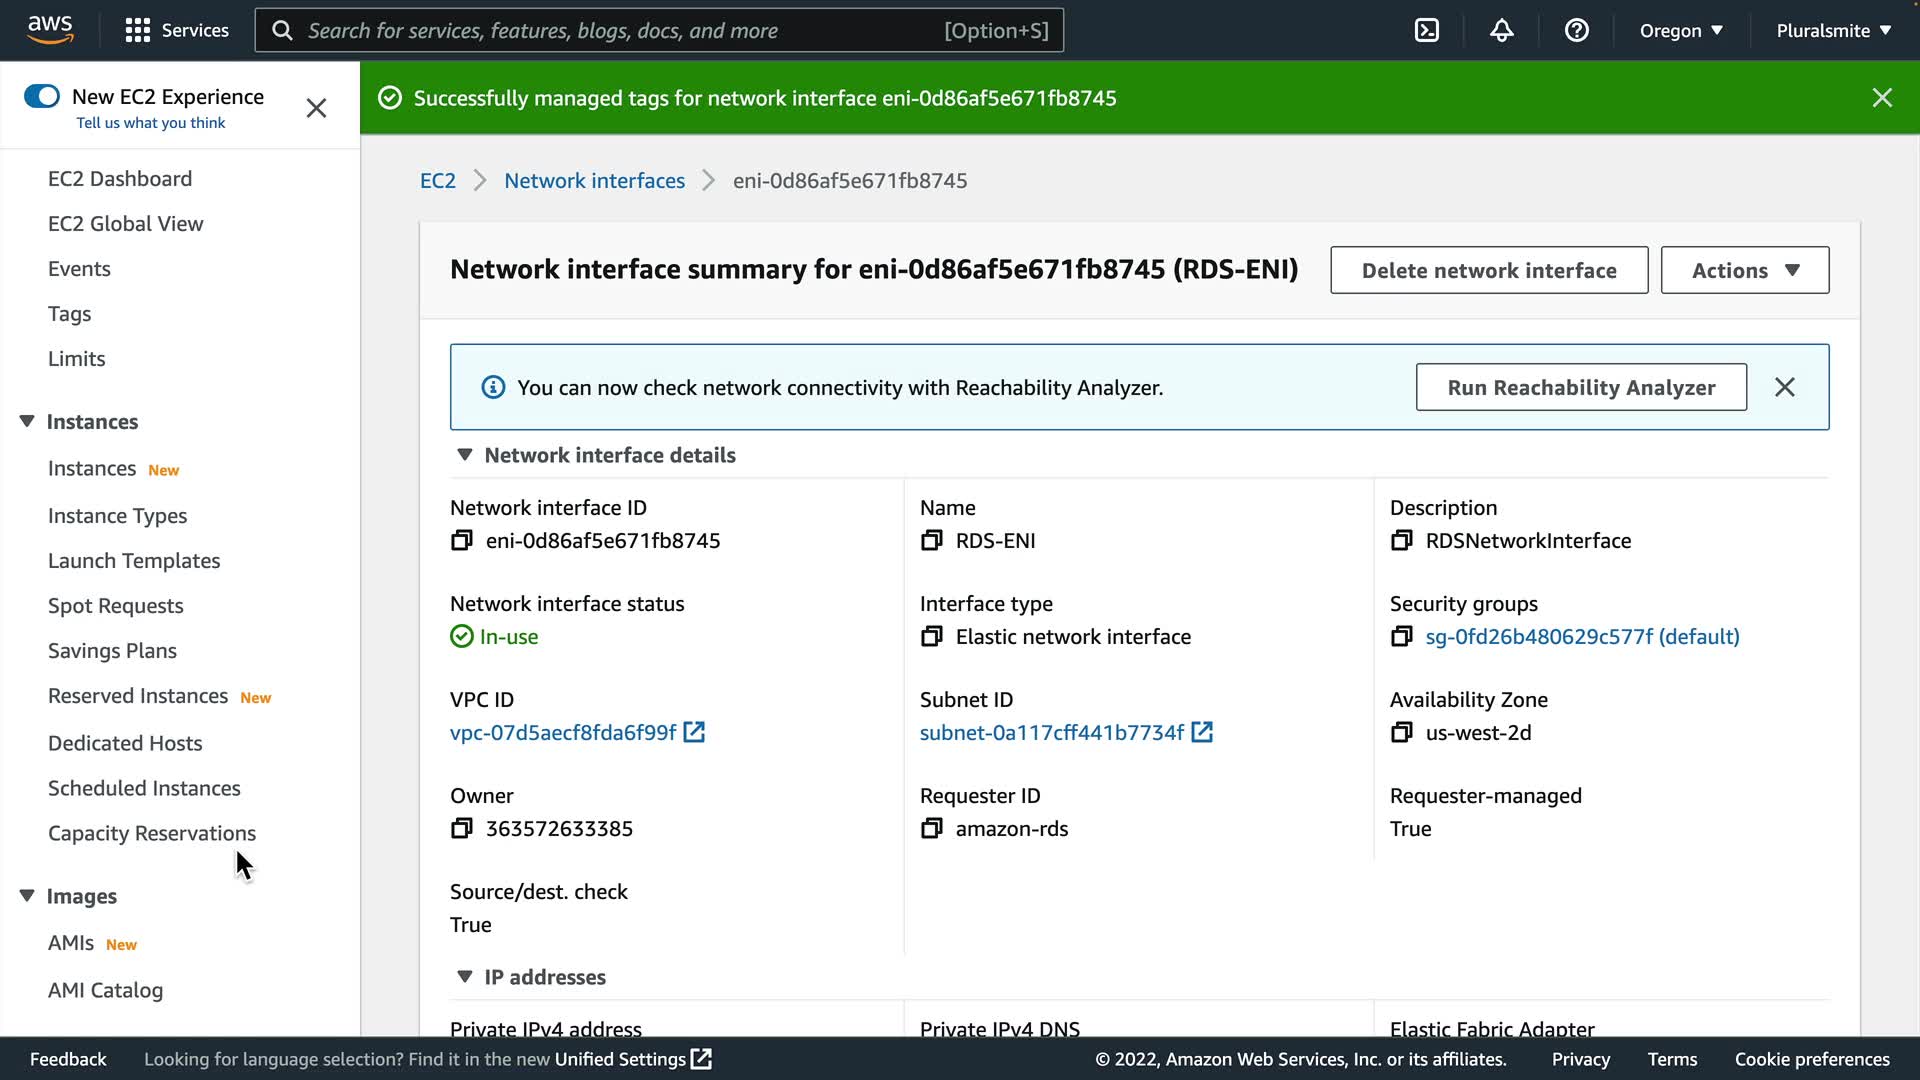 aws
Services
Search for services, features, blogs, docs, and more [Option+S]
Oregon
Pluralsmite
New EC2 Experience
Tell us what you think
EC2 Dashboard
EC2 Global View
Events
Tags
Limits
Instances
Instances New
Instance Types
Launch Templates
Spot Requests
Savings Plans
Reserved Instances New
Dedicated Hosts
Scheduled Instances
Capacity Reservations
Images
AMIs New
AMI Catalog
Successfully managed tags for network interface eni-0d86af5e671fb8745
EC2 Network interfaces eni-0d86af5e671fb8745
Network interface summary for eni-0d86af5e671fb8745 (RDS-ENI)
Delete network interface
Actions
You can now check network connectivity with Reachability Analyzer.
Run Reachability Analyzer
Network interface details
Network interface ID
eni-0d86af5e671fb8745
Name
RDS-ENI
Description
RDSNetworkInterface
Network interface status
In-use
Interface type
Elastic network interface
Security groups
sg-0fd26b480629c577f (default)
VPC ID
vpc-07d5aecf8fda6f99f
Subnet ID
subnet-0a117cff441b7734f
Availability Zone
us-west-2d
Owner
363572633385
Requester ID
amazon-rds
Requester-managed
True
Source/dest. check
True
IP addresses
Private IPv4 address
Private IPv4 DNS
Elastic Fabric Adapter
Feedback
Looking for language selection? Find it in the new Unified Settings
© 2022, Amazon Web Services, Inc. or its affiliates.
Privacy
Terms
Cookie preferences